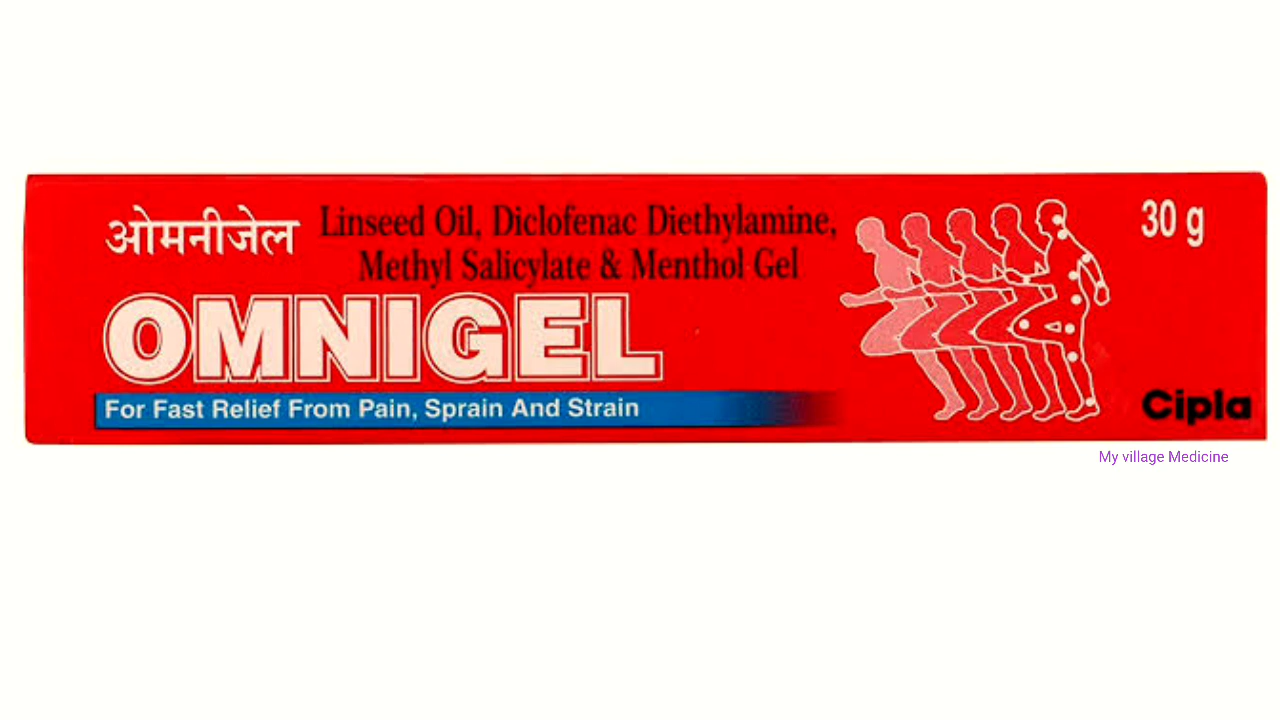 ओमनीजेल
Linseed Oil, Diclofenac Diethylamine,
Methyl Salicylate & Menthol Gel
30 g
OMNIGEL
For Fast Relief From Pain, Sprain And Strain
Cipla
My village Medicine